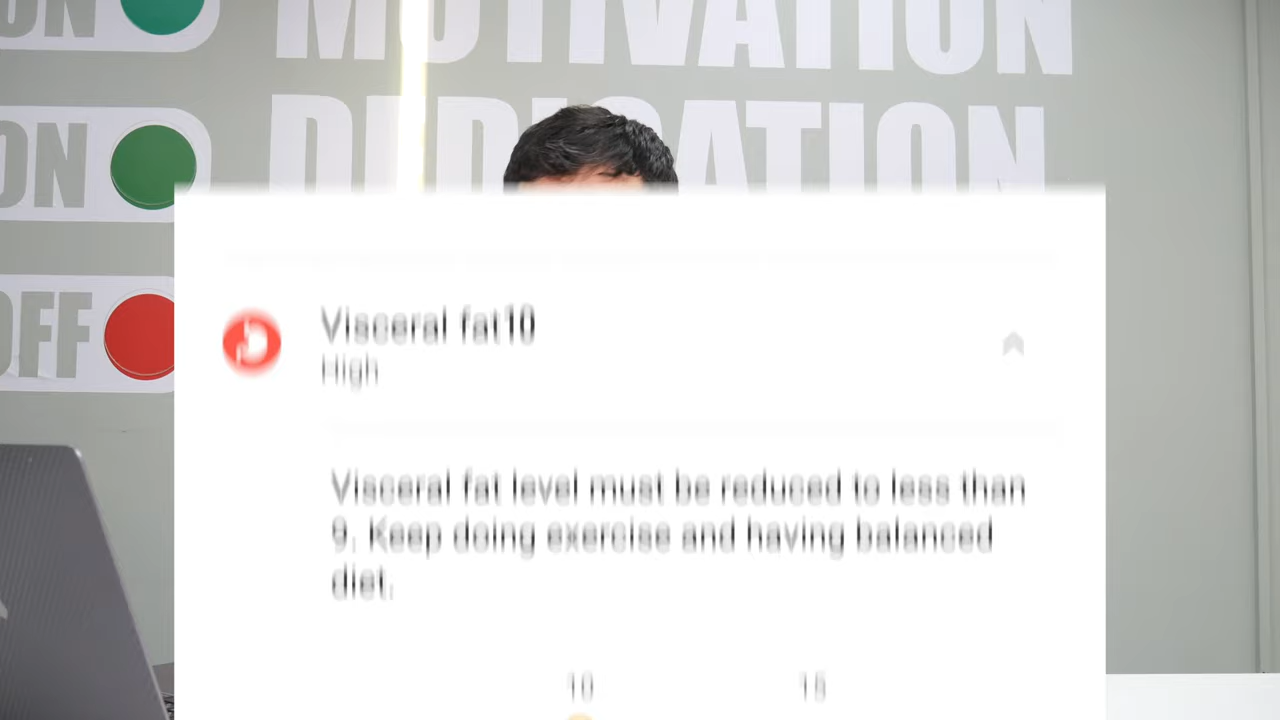 ON MOTIVATION
ON DEDICATION
OFF
Visceral fat10
High
Visceral fat level must be reduced to less than
9. Keep doing exercise and having balanced
diet.
10 15